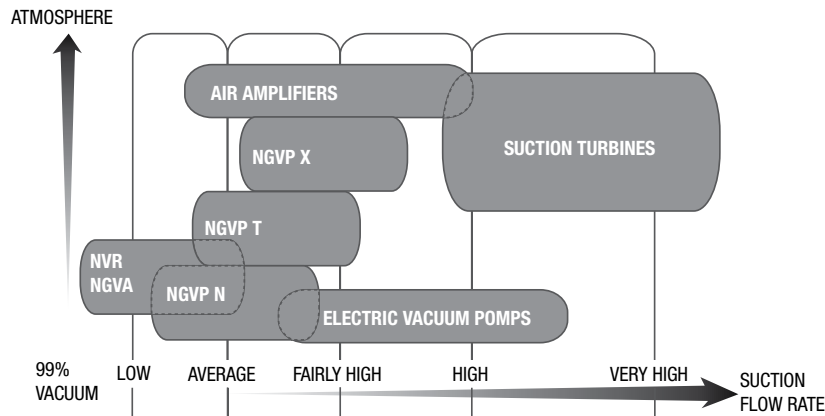 ATMOSPHERE
AIR AMPLIFIERS
SUCTION TURBINES
NGVP X
NGVP T
NVR
NGVA
NGVP N
ELECTRIC VACUUM POMPS
99%
VACUUM
LOW
AVERAGE
FAIRLY HIGH
HIGH
VERY HIGH
SUCTION
FLOW RATE